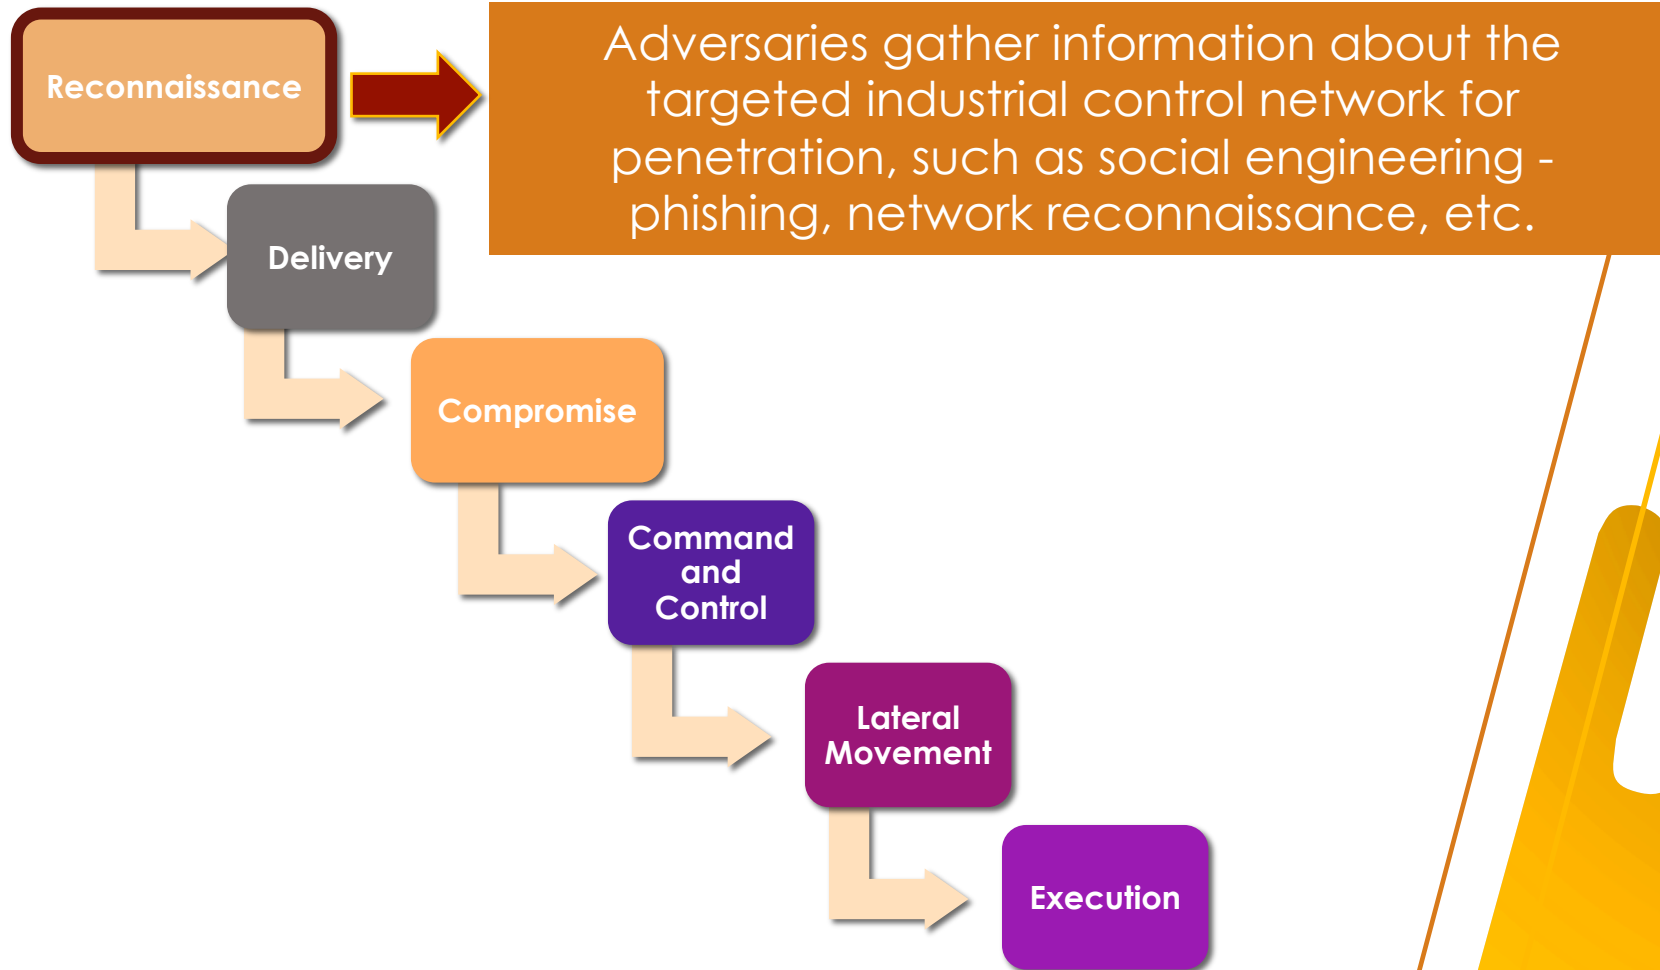 Reconnaissance
Adversaries gather information about the
targeted industrial control network for
penetration, such as social engineering -
phishing, network reconnaissance, etc.
Delivery
Compromise
Command
and
Control
Lateral
Movement
Execution